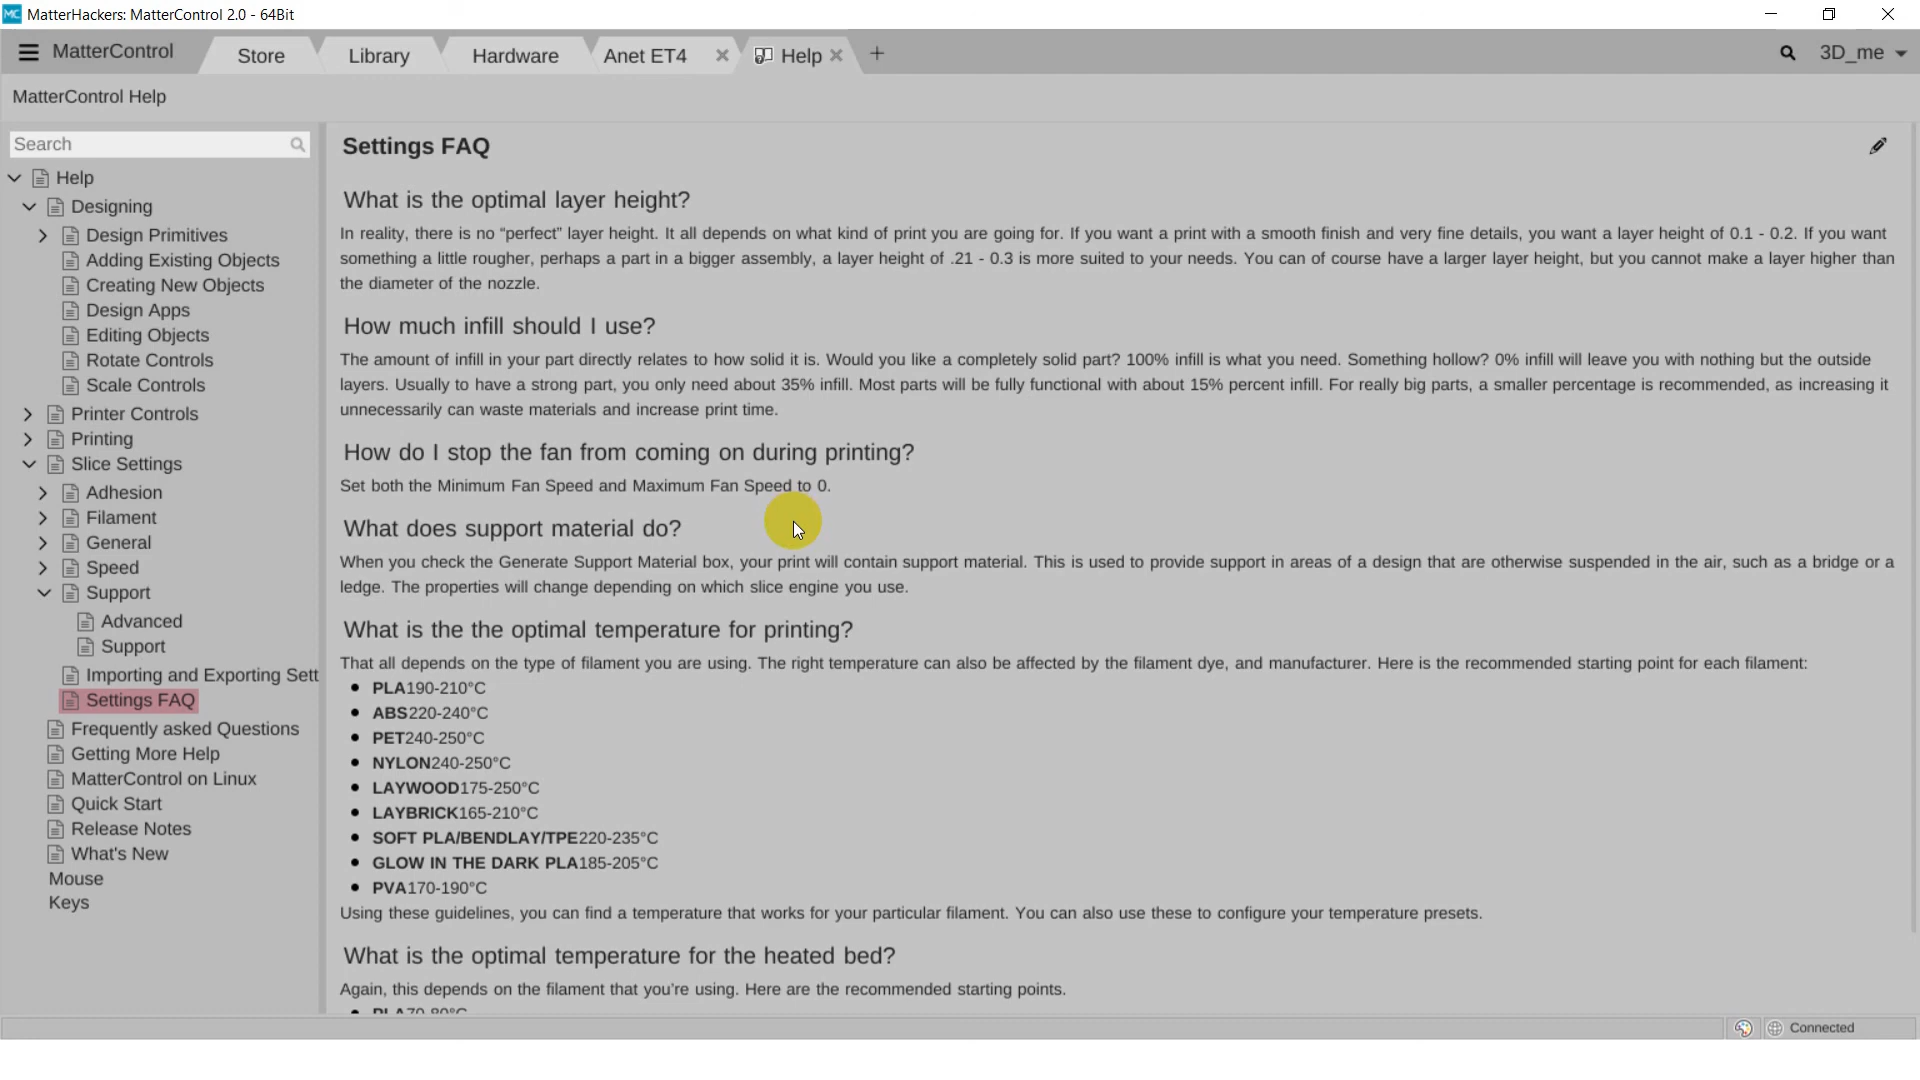 MatterHackers: MatterControl 2.0 - 64Bit
MatterControl
Store
Library
Hardware
Anet ET4
Help
3D_me
MatterControl Help
Search
Help
Designing
Design Primitives
Adding Existing Objects
Creating New Objects
Design Apps
Editing Objects
Rotate Controls
Scale Controls
Printer Controls
Printing
Slice Settings
Adhesion
Filament
General
Speed
Support
Advanced
Support
Importing and Exporting Sett
Settings FAQ
Frequently asked Questions
Getting More Help
MatterControl on Linux
Quick Start
Release Notes
What's New
Mouse
Keys
Settings FAQ
What is the optimal layer height?
In reality, there is no “perfect” layer height. It all depends on what kind of print you are going for. If you want a print with a smooth finish and very fine details, you want a layer height of 0.1 - 0.2. If you want
something a little rougher, perhaps a part in a bigger assembly, a layer height of .21 - 0.3 is more suited to your needs. You can of course have a larger layer height, but you cannot make a layer higher than
the diameter of the nozzle.
How much infill should I use?
The amount of infill in your part directly relates to how solid it is. Would you like a completely solid part? 100% infill is what you need. Something hollow? 0% infill will leave you with nothing but the outside
layers. Usually to have a strong part, you only need about 35% infill. Most parts will be fully functional with about 15% percent infill. For really big parts, a smaller percentage is recommended, as increasing it
unnecessarily can waste materials and increase print time.
How do I stop the fan from coming on during printing?
Set both the Minimum Fan Speed and Maximum Fan Speed to 0.
What does support material do?
When you check the Generate Support Material box, your print will contain support material. This is used to provide support in areas of a design that are otherwise suspended in the air, such as a bridge or a
ledge. The properties will change depending on which slice engine you use.
What is the the optimal temperature for printing?
That all depends on the type of filament you are using. The right temperature can also be affected by the filament dye, and manufacturer. Here is the recommended starting point for each filament:
PLA190-210°C
ABS220-240°C
PET240-250°C
NYLON240-250°C
LAYWOOD175-250°C
LAYBRICK165-210°C
SOFT PLA/BENDLAY/TPE220-235°C
GLOW IN THE DARK PLA185-205°C
PVA170-190°C
Using these guidelines, you can find a temperature that works for your particular filament. You can also use these to configure your temperature presets.
What is the optimal temperature for the heated bed?
Again, this depends on the filament that you're using. Here are the recommended starting points.
PLA70-80°C
Connected